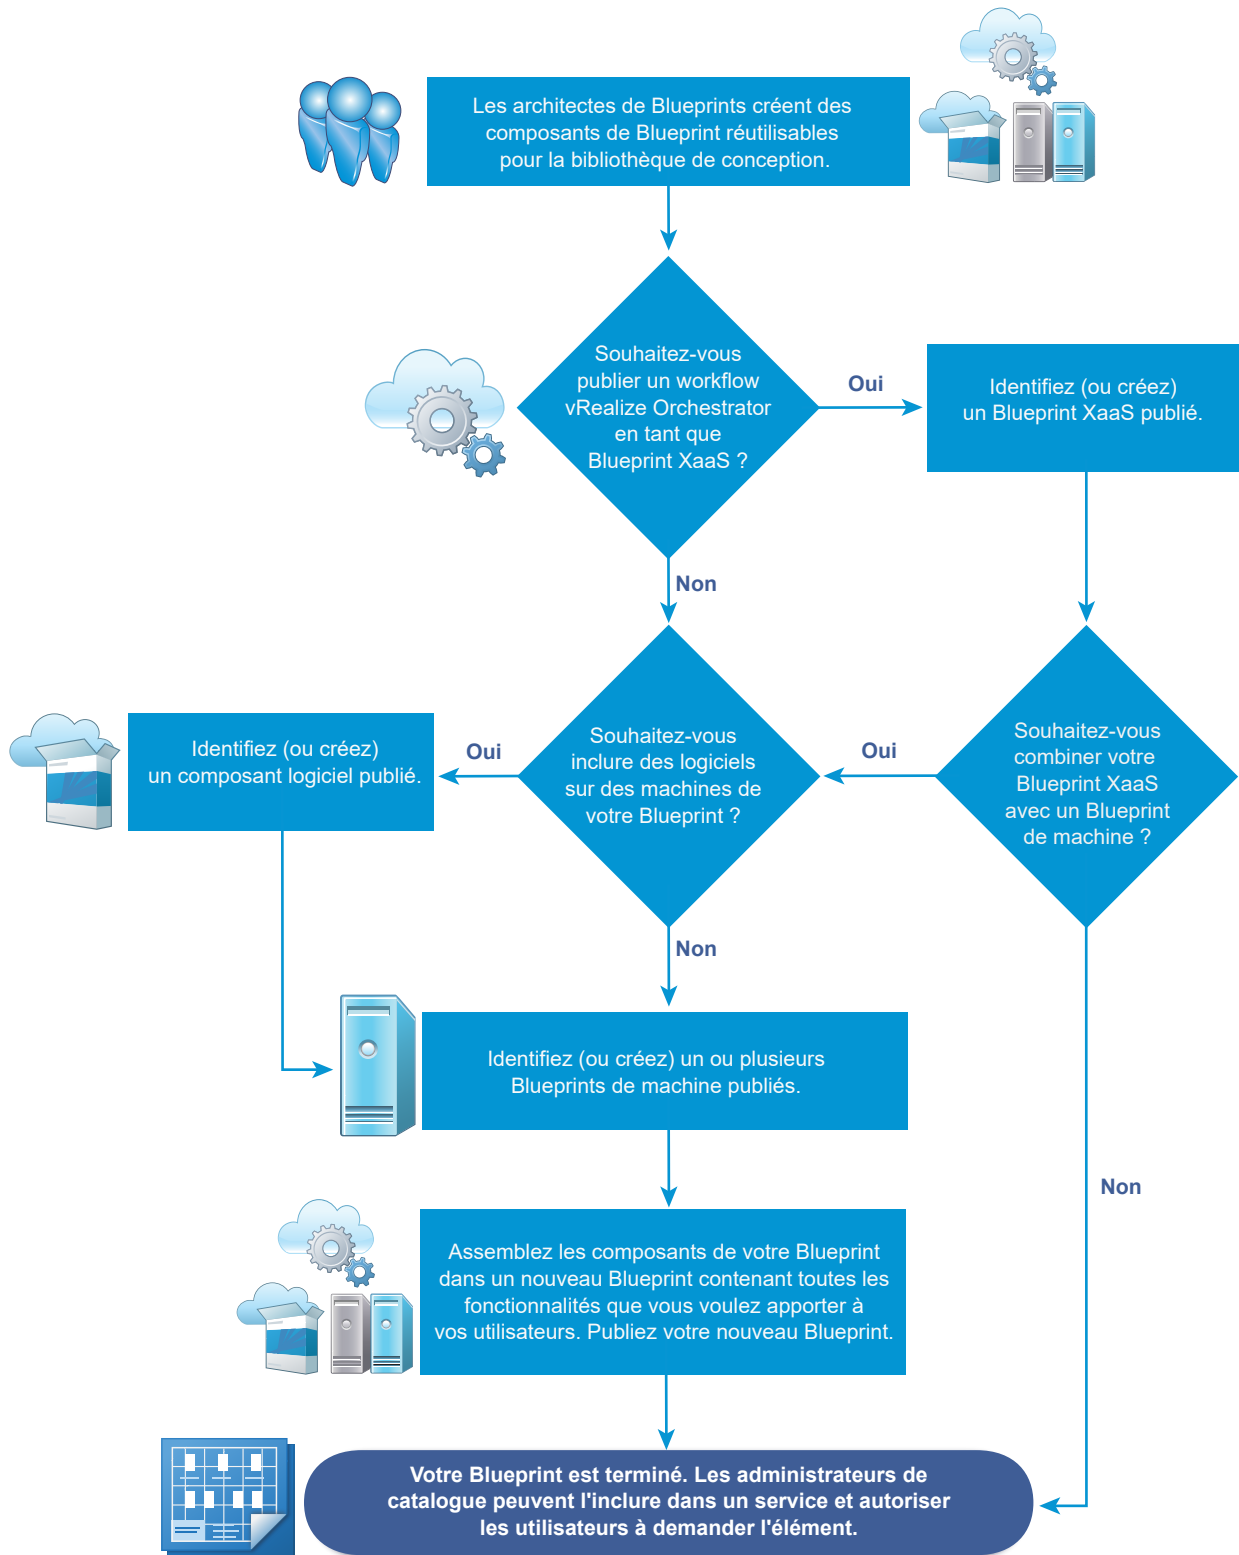 Les architectes de Blueprints créent des
composants de Blueprint réutilisables
pour la bibliothèque de conception.
Souhaitez-vous
publier un workflow
vRealize Orchestrator
en tant que
Blueprint XaaS ?
Oui
Identifiez (ou créez)
un Blueprint XaaS publié.
Non
Identifiez (ou créez)
un composant logiciel publié.
Oui
Souhaitez-vous
inclure des logiciels
sur des machines de
votre Blueprint ?
Oui
Souhaitez-vous
combiner votre
Blueprint XaaS
avec un Blueprint
de machine ?
Non
Identifiez (ou créez) un ou plusieurs
Blueprints de machine publiés.
Non
Assemblez les composants de votre Blueprint
dans un nouveau Blueprint contenant toutes les
fonctionnalités que vous voulez apporter à
vos utilisateurs. Publiez votre nouveau Blueprint.
Votre Blueprint est terminé. Les administrateurs de
catalogue peuvent l'inclure dans un service et autoriser
les utilisateurs à demander l'élément.